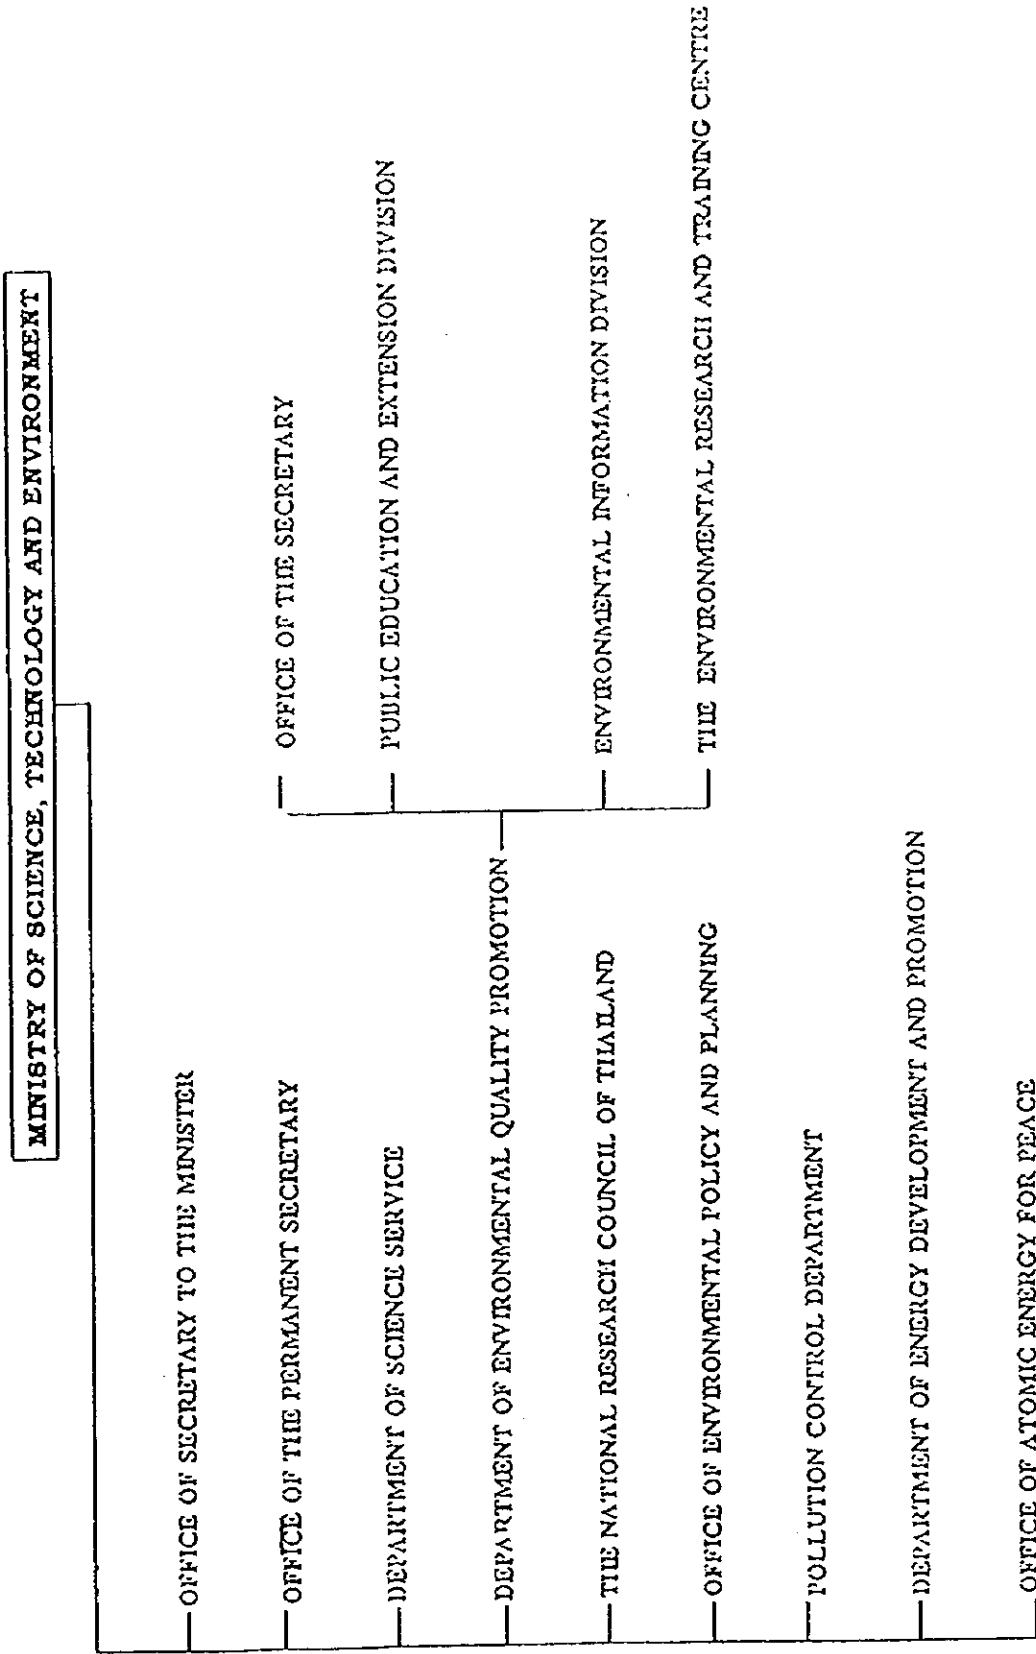 MINISTRY OF SCIENCE, TECHNOLOGY AND ENVIRONMENT
OFFICE OF SECRETARY TO THE MINISTER
OFFICE OF THE PERMANENT SECRETARY
DEPARTMENT OF SCIENCE SERVICE
DEPARTMENT OF ENVIRONMENTAL QUALITY PROMOTION
THE NATIONAL RESEARCH COUNCIL OF THAILAND
OFFICE OF ENVIRONMENTAL POLICY AND PLANNING
POLLUTION CONTROL DEPARTMENT
DEPARTMENT OF ENERGY DEVELOPMENT AND PROMOTION
OFFICE OF ATOMIC ENERGY FOR PEACE
OFFICE OF THE SECRETARY
PUBLIC EDUCATION AND EXTENSION DIVISION
ENVIRONMENTAL INFORMATION DIVISION
THE ENVIRONMENTAL RESEARCH AND TRAINING CENTRE